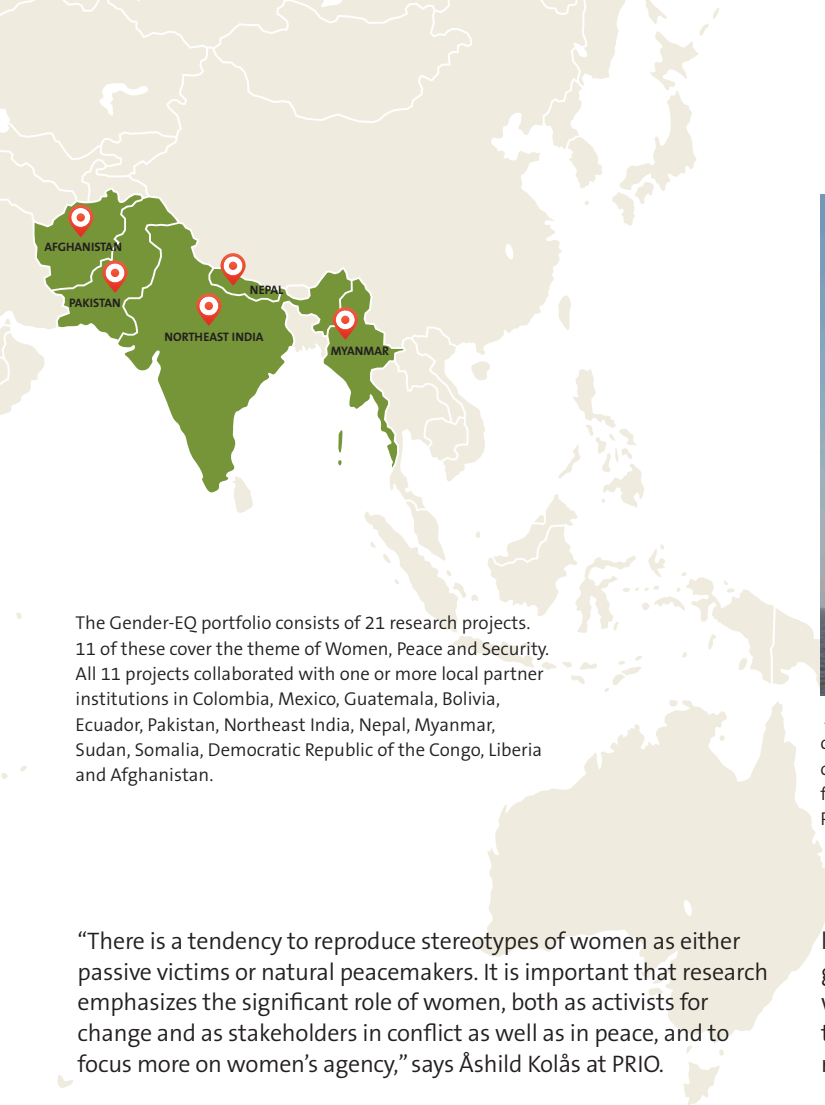 AFGHANISTAN
PAKISTAN
NEPAL
NORTHEAST INDIA
MYANMAR
The Gender-EQ portfolio consists of 21 research projects.
11 of these cover the theme of Women, Peace and Security.
All 11 projects collaborated with one or more local partner
institutions in Colombia, Mexico, Guatemala, Bolivia,
Ecuador, Pakistan, Northeast India, Nepal, Myanmar,
Sudan, Somalia, Democratic Republic of the Congo, Liberia
and Afghanistan.
“There is a tendency to reproduce stereotypes of women as either
passive victims or natural peacemakers. It is important that research
emphasizes the significant role of women, both as activists for
change and as stakeholders in conflict as well as in peace, and to
focus more on women’s agency,” says Åshild Kolås at PRIO.